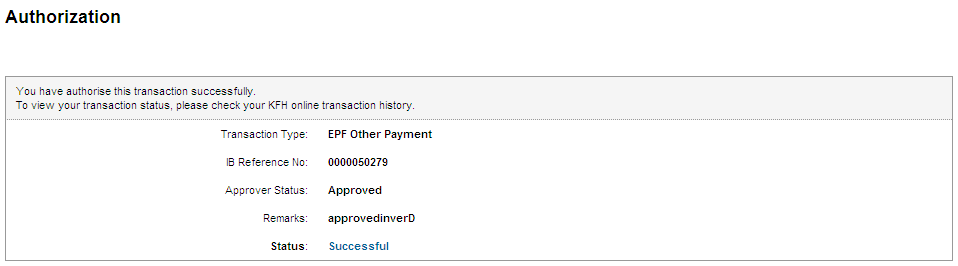 Authorization
You have authorise this transaction successfully.
To view your transaction status, please check your KFH online transaction history.
Transaction Type: EPF Other Payment
IB Reference No: 0000050279
Approver Status: Approved
Remarks: approvedinverD
Status: Successful